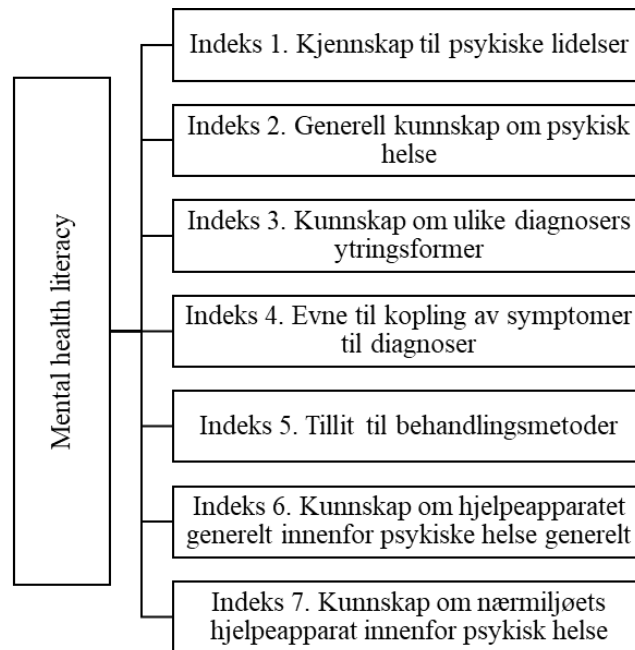 Mental health literacy
Indeks 1. Kjennskap til psykiske lidelser
Indeks 2. Generell kunnskap om psykisk
helse
Indeks 3. Kunnskap om ulike diagnosers
ytringsformer
Indeks 4. Evne til kopling av symptomer
til diagnoser
Indeks 5. Tillit til behandlingsmetoder
Indeks 6. Kunnskap om hjelpeapparatet
generelt innenfor psykiske helse generelt
Indeks 7. Kunnskap om nærmiljøets
hjelpeapparat innenfor psykisk helse